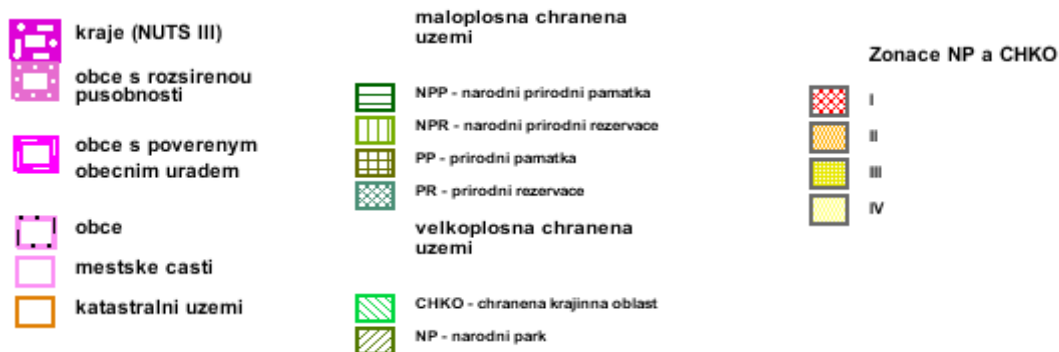 kraje (NUTS III)
obce s rozsirenou
pusobnosti
obce s poverenym
obecnim uradem
obce
mestske casti
katastralni uzemi
maloplosna chranena
uzemi
NPP - narodni prirodni pamatka
NPR - narodni prirodni rezervace
PP - prirodni pamatka
PR - prirodni rezervace
velkoplosna chranena
uzemi
CHKO - chranena krajinna oblast
NP - narodni park
Zonace NP a CHKO
I
II
III
IV